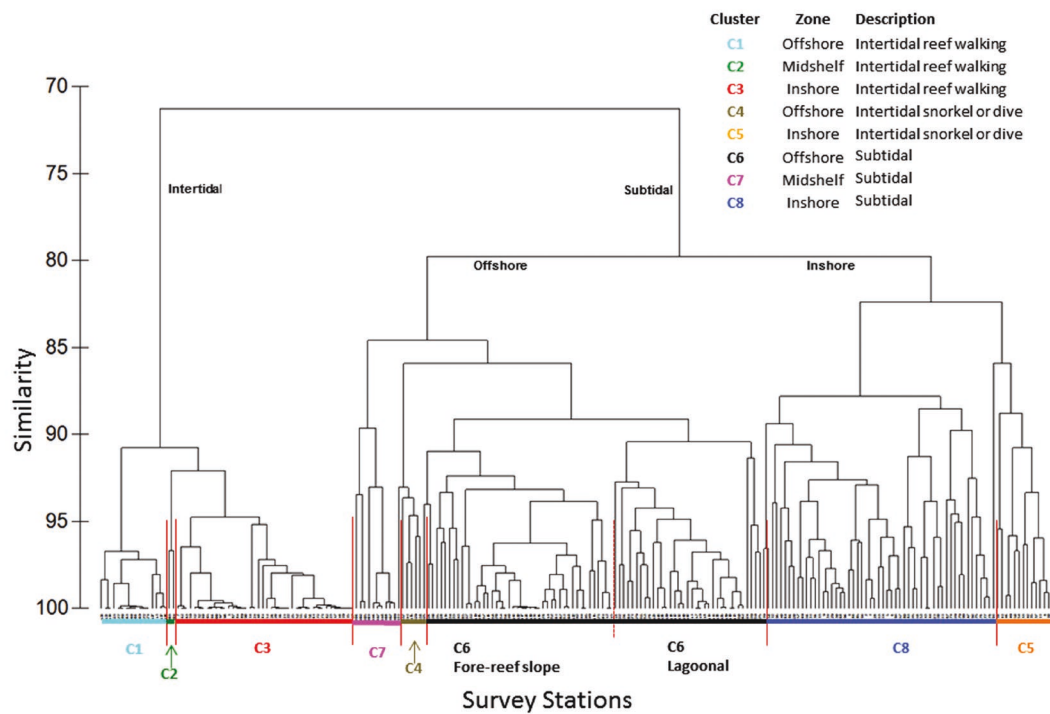 Cluster Zone Description
C1 Offshore Intertidal reef walking
C2 Midshelf Intertidal reef walking
C3 Inshore Intertidal reef walking
C4 Offshore Intertidal snorkel or dive
C5 Inshore Intertidal snorkel or dive
C6 Offshore Subtidal
C7 Midshelf Subtidal
C8 Inshore Subtidal
70
75
80
85
90
95
100
Similarity
Intertidal
Subtidal
Offshore
Inshore
C1
C2
C3
C7
C4
C6
Fore-reef slope
C6
Lagoonal
C8
C5
Survey Stations